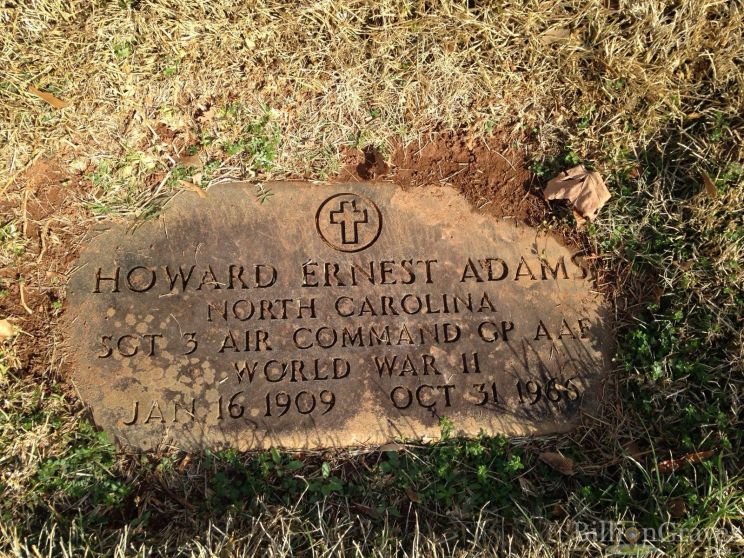 HOWARD ERNEST ADAMS
NORTH CAROLINA
SGT 3 AIR COMMAND GP AAF
WORLD WAR II
JAN 16 1909 OCT 31 1966
BillionGraves